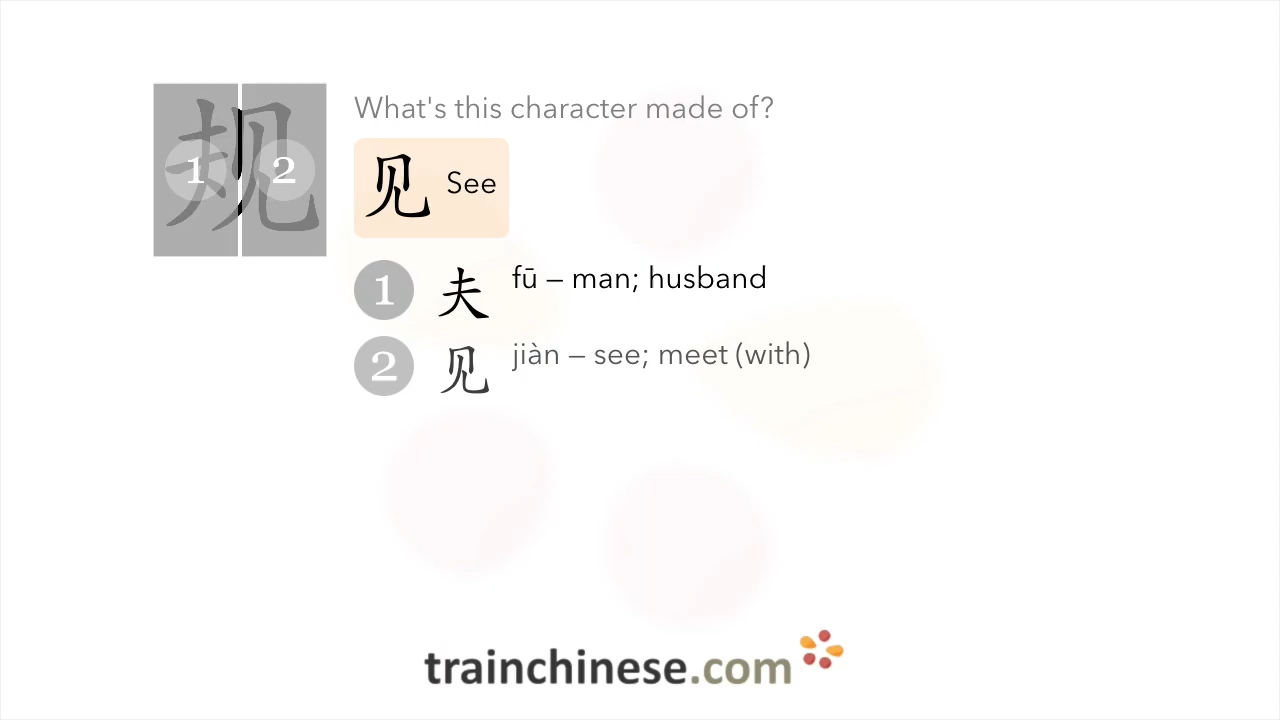 规
1 2
What's this character made of?
见 See
1 夫 fū – man; husband
2 见 jiàn – see; meet (with)
trainchinese.com